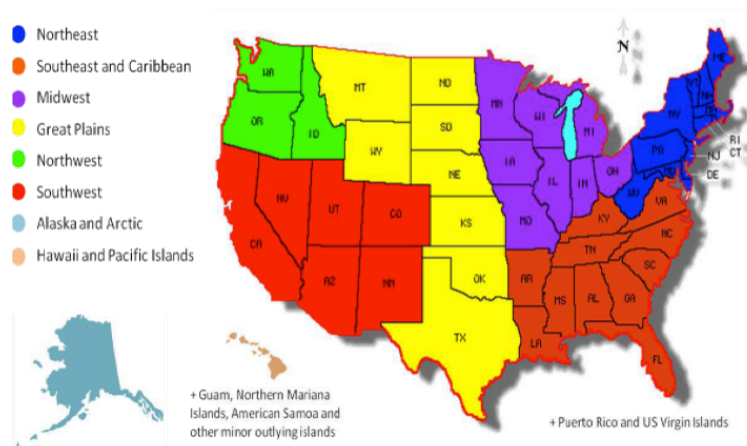 Northeast
Southeast and Caribbean
Midwest
Great Plains
Northwest
Southwest
Alaska and Arctic
Hawaii and Pacific Islands
N
WA
OR
ID
MT
WY
ND
SD
NE
KS
OK
TX
CA
NV
UT
CO
AZ
NM
MN
WI
MI
IA
IL
IN
OH
MO
ME
VT
NH
NY
PA
WV
RI
CT
NJ
DE
KY
VA
TN
NC
SC
AR
MS
AL
GA
LA
FL
+ Guam, Northern Mariana
Islands, American Samoa and
other minor outlying islands
+ Puerto Rico and US Virgin Islands